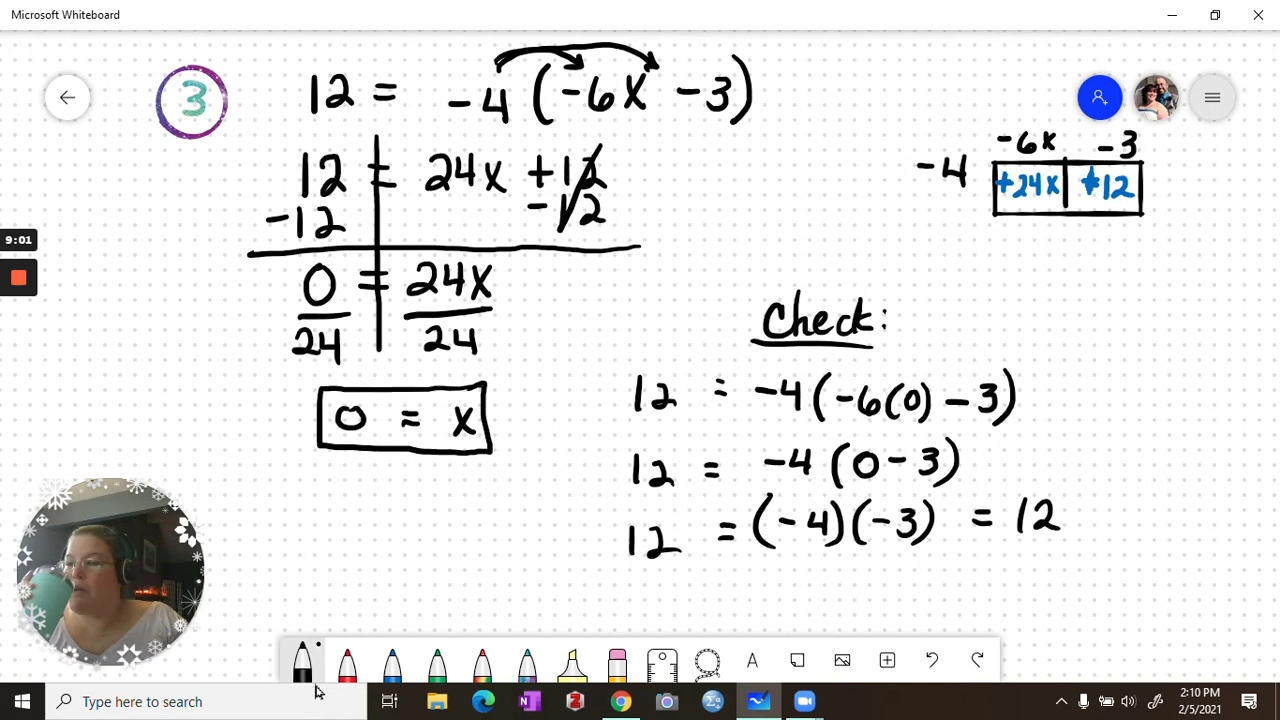 Microsoft Whiteboard
3
12 = -4 (-6x -3)
-6x -3
-4 +24x +12
12 = 24x +12
-12 -12
9:01
0 = 24x
24 24
Check:
0 = x
12 = -4(-6(0) -3)
12 = -4 (0-3)
12 = (-4)(-3) = 12
A
Type here to search
2:10 PM
2/5/2021